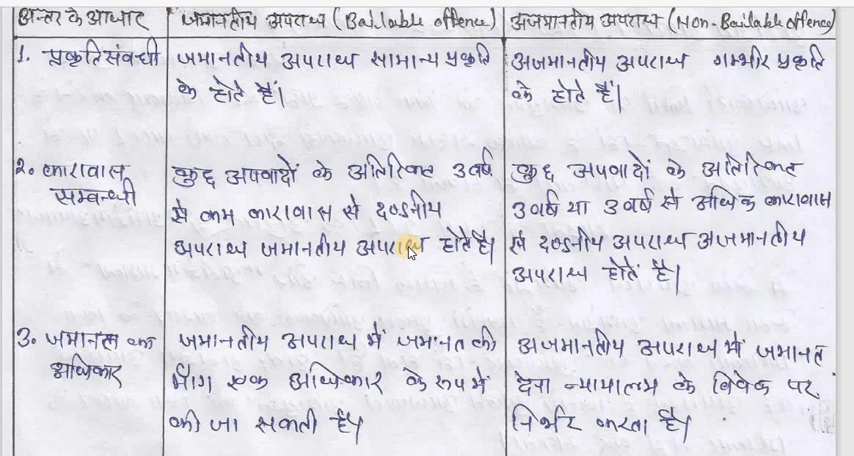 अन्तर के आधार
जमानतीय अपराध (Bailable offence)
अजमानतीय अपराध (Non-Bailable offence)
1. प्रकृति संबन्धी
जमानतीय अपराध सामान्य प्रकृति
के होते हैं।
अजमानतीय अपराध गम्भीर प्रकृति
के होते हैं।
2. कारावास
सम्बन्धी
कुछ अपवादों के अतिरिक्त 3 वर्ष
से कम कारावास से दण्डनीय
अपराध जमानतीय अपराध होते है।
कुछ अपवादों के अतिरिक्त
3 वर्ष या 3 वर्ष से अधिक कारावास
से दण्डनीय अपराध अजमानतीय
अपराध होते है।
3. जमानत का
अधिकार
जमानतीय अपराध में जमानत की
मांग एक अधिकार के रूप में
की जा सकती है।
अजमानतीय अपराध में जमानत
देना न्यायालय के विवेक पर
निर्भर करता है।